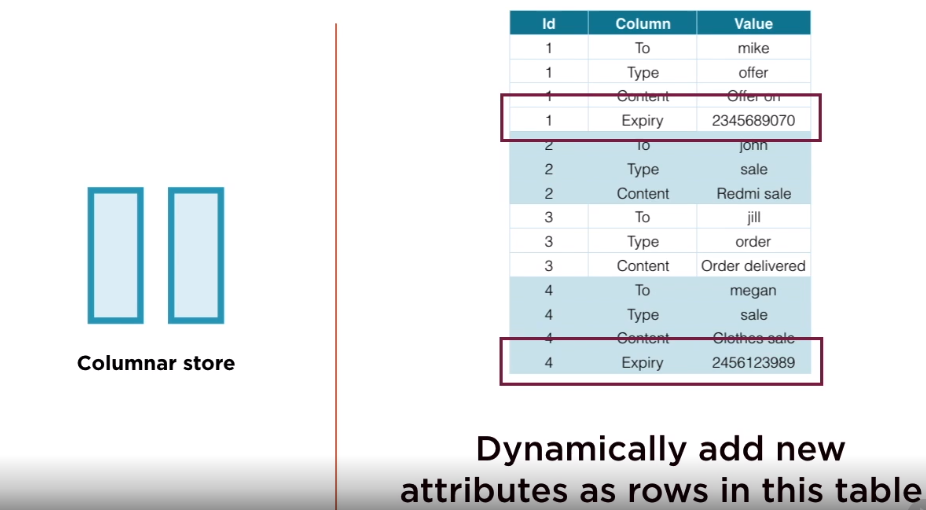 Columnar store
Id Column Value
1 To mike
1 Type offer
1 Content Offer on
1 Expiry 2345689070
2 To john
2 Type sale
2 Content Redmi sale
3 To jill
3 Type order
3 Content Order delivered
4 To megan
4 Type sale
4 Content Clothes sale
4 Expiry 2456123989
Dynamically add new
attributes as rows in this table